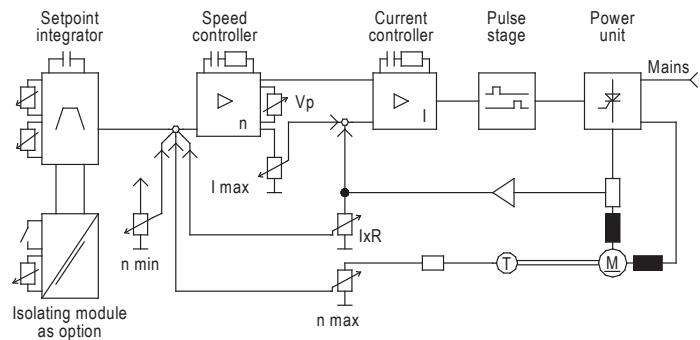 Setpoint
integrator
Speed
controller
Current controller
Pulse
stage
Power
unit
Mains
Vp
n
I
I max
n min
IxR
T
M
n max
Isolating module
as option